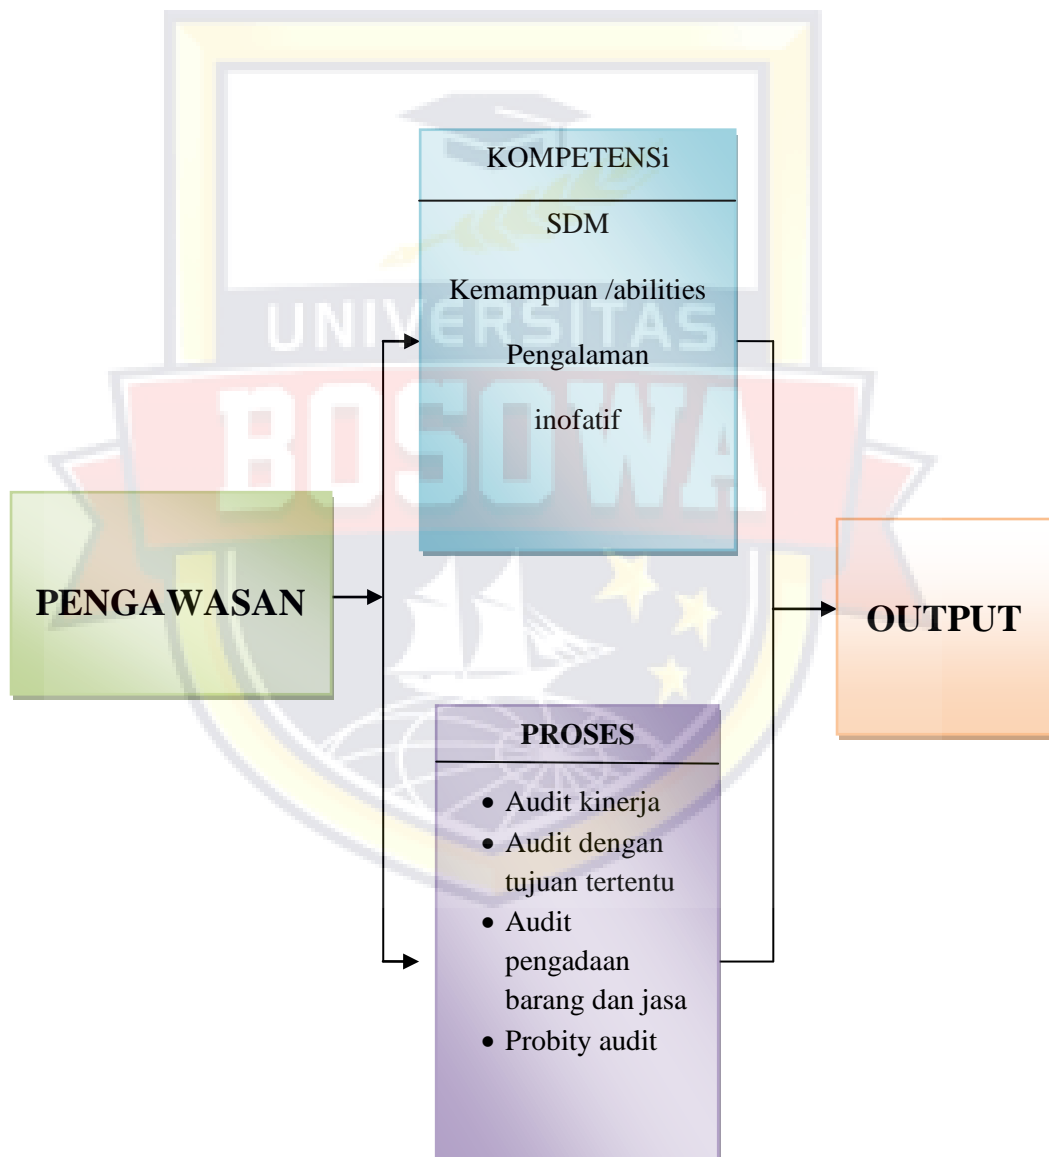 KOMPETENSi
SDM
Kemampuan /abilities
UNIVERSITAS
Pengalaman
BOSOWA
inofatif
PENGAWASAN
OUTPUT
PROSES
• Audit kinerja
• Audit dengan
tujuan tertentu
• Audit
pengadaan
barang dan jasa
• Probity audit